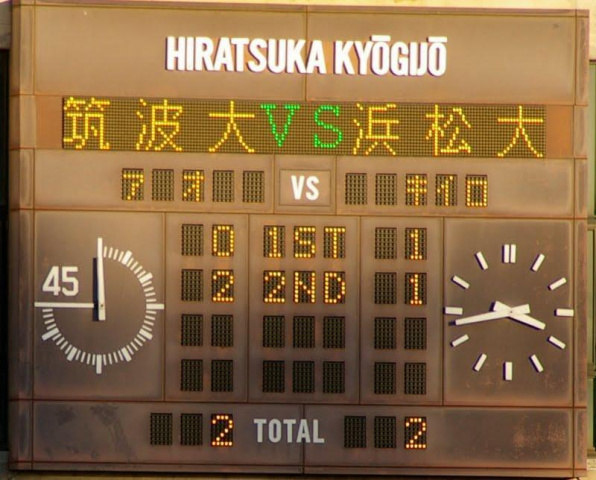 HIRATSUKA KYŌGIJŌ
筑波大VS浜松大
アオ VS キイロ
45
0 1ST 1
2 2ND 1
2 TOTAL 2